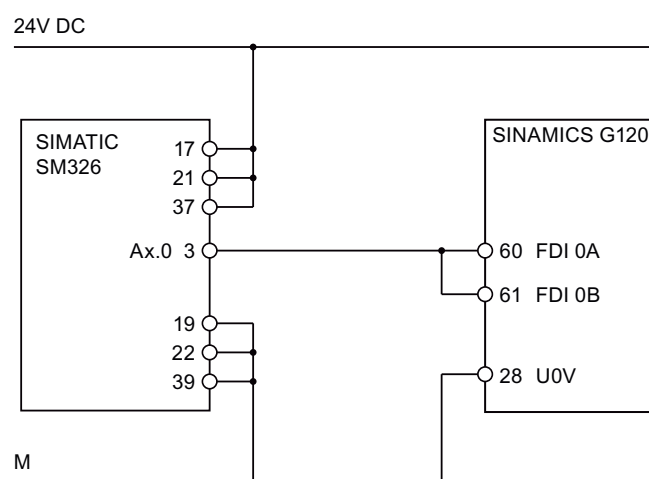 24V DC
SIMATIC
SM326
17
21
37
Ax.0 3
19
22
39
SINAMICS G120
60 FDI 0A
61 FDI 0B
28 U0V
M